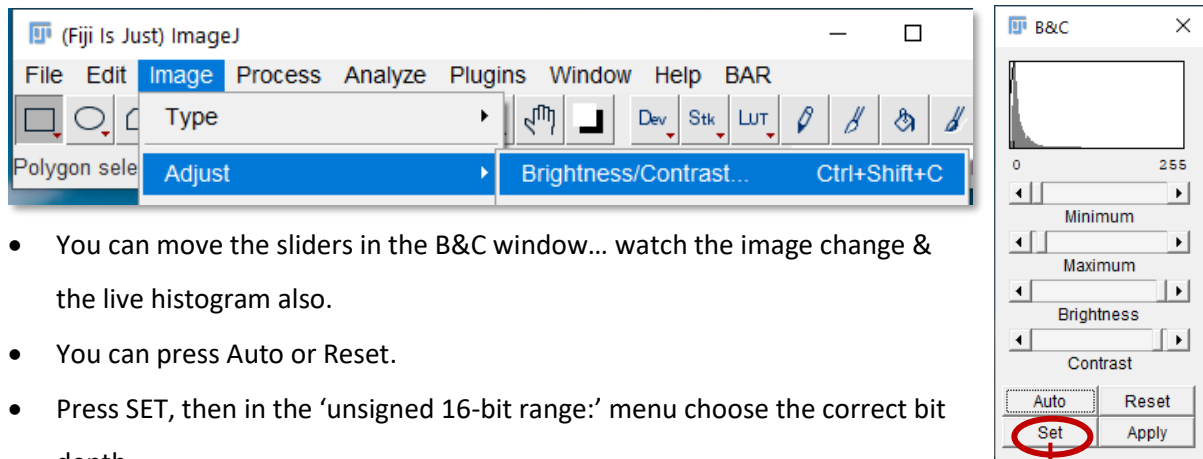 (Fiji Is Just) ImageJ
File Edit Image Process Analyze Plugins Window Help BAR
Type
Dev Stk LUT
Polygon sele
Adjust
Brightness/Contrast... Ctrl+Shift+C
B&C
0 255
Minimum
Maximum
Brightness
Contrast
Auto Reset
Set Apply
• You can move the sliders in the B&C window… watch the image change &
the live histogram also.
• You can press Auto or Reset.
• Press SET, then in the ‘unsigned 16-bit range:’ menu choose the correct bit